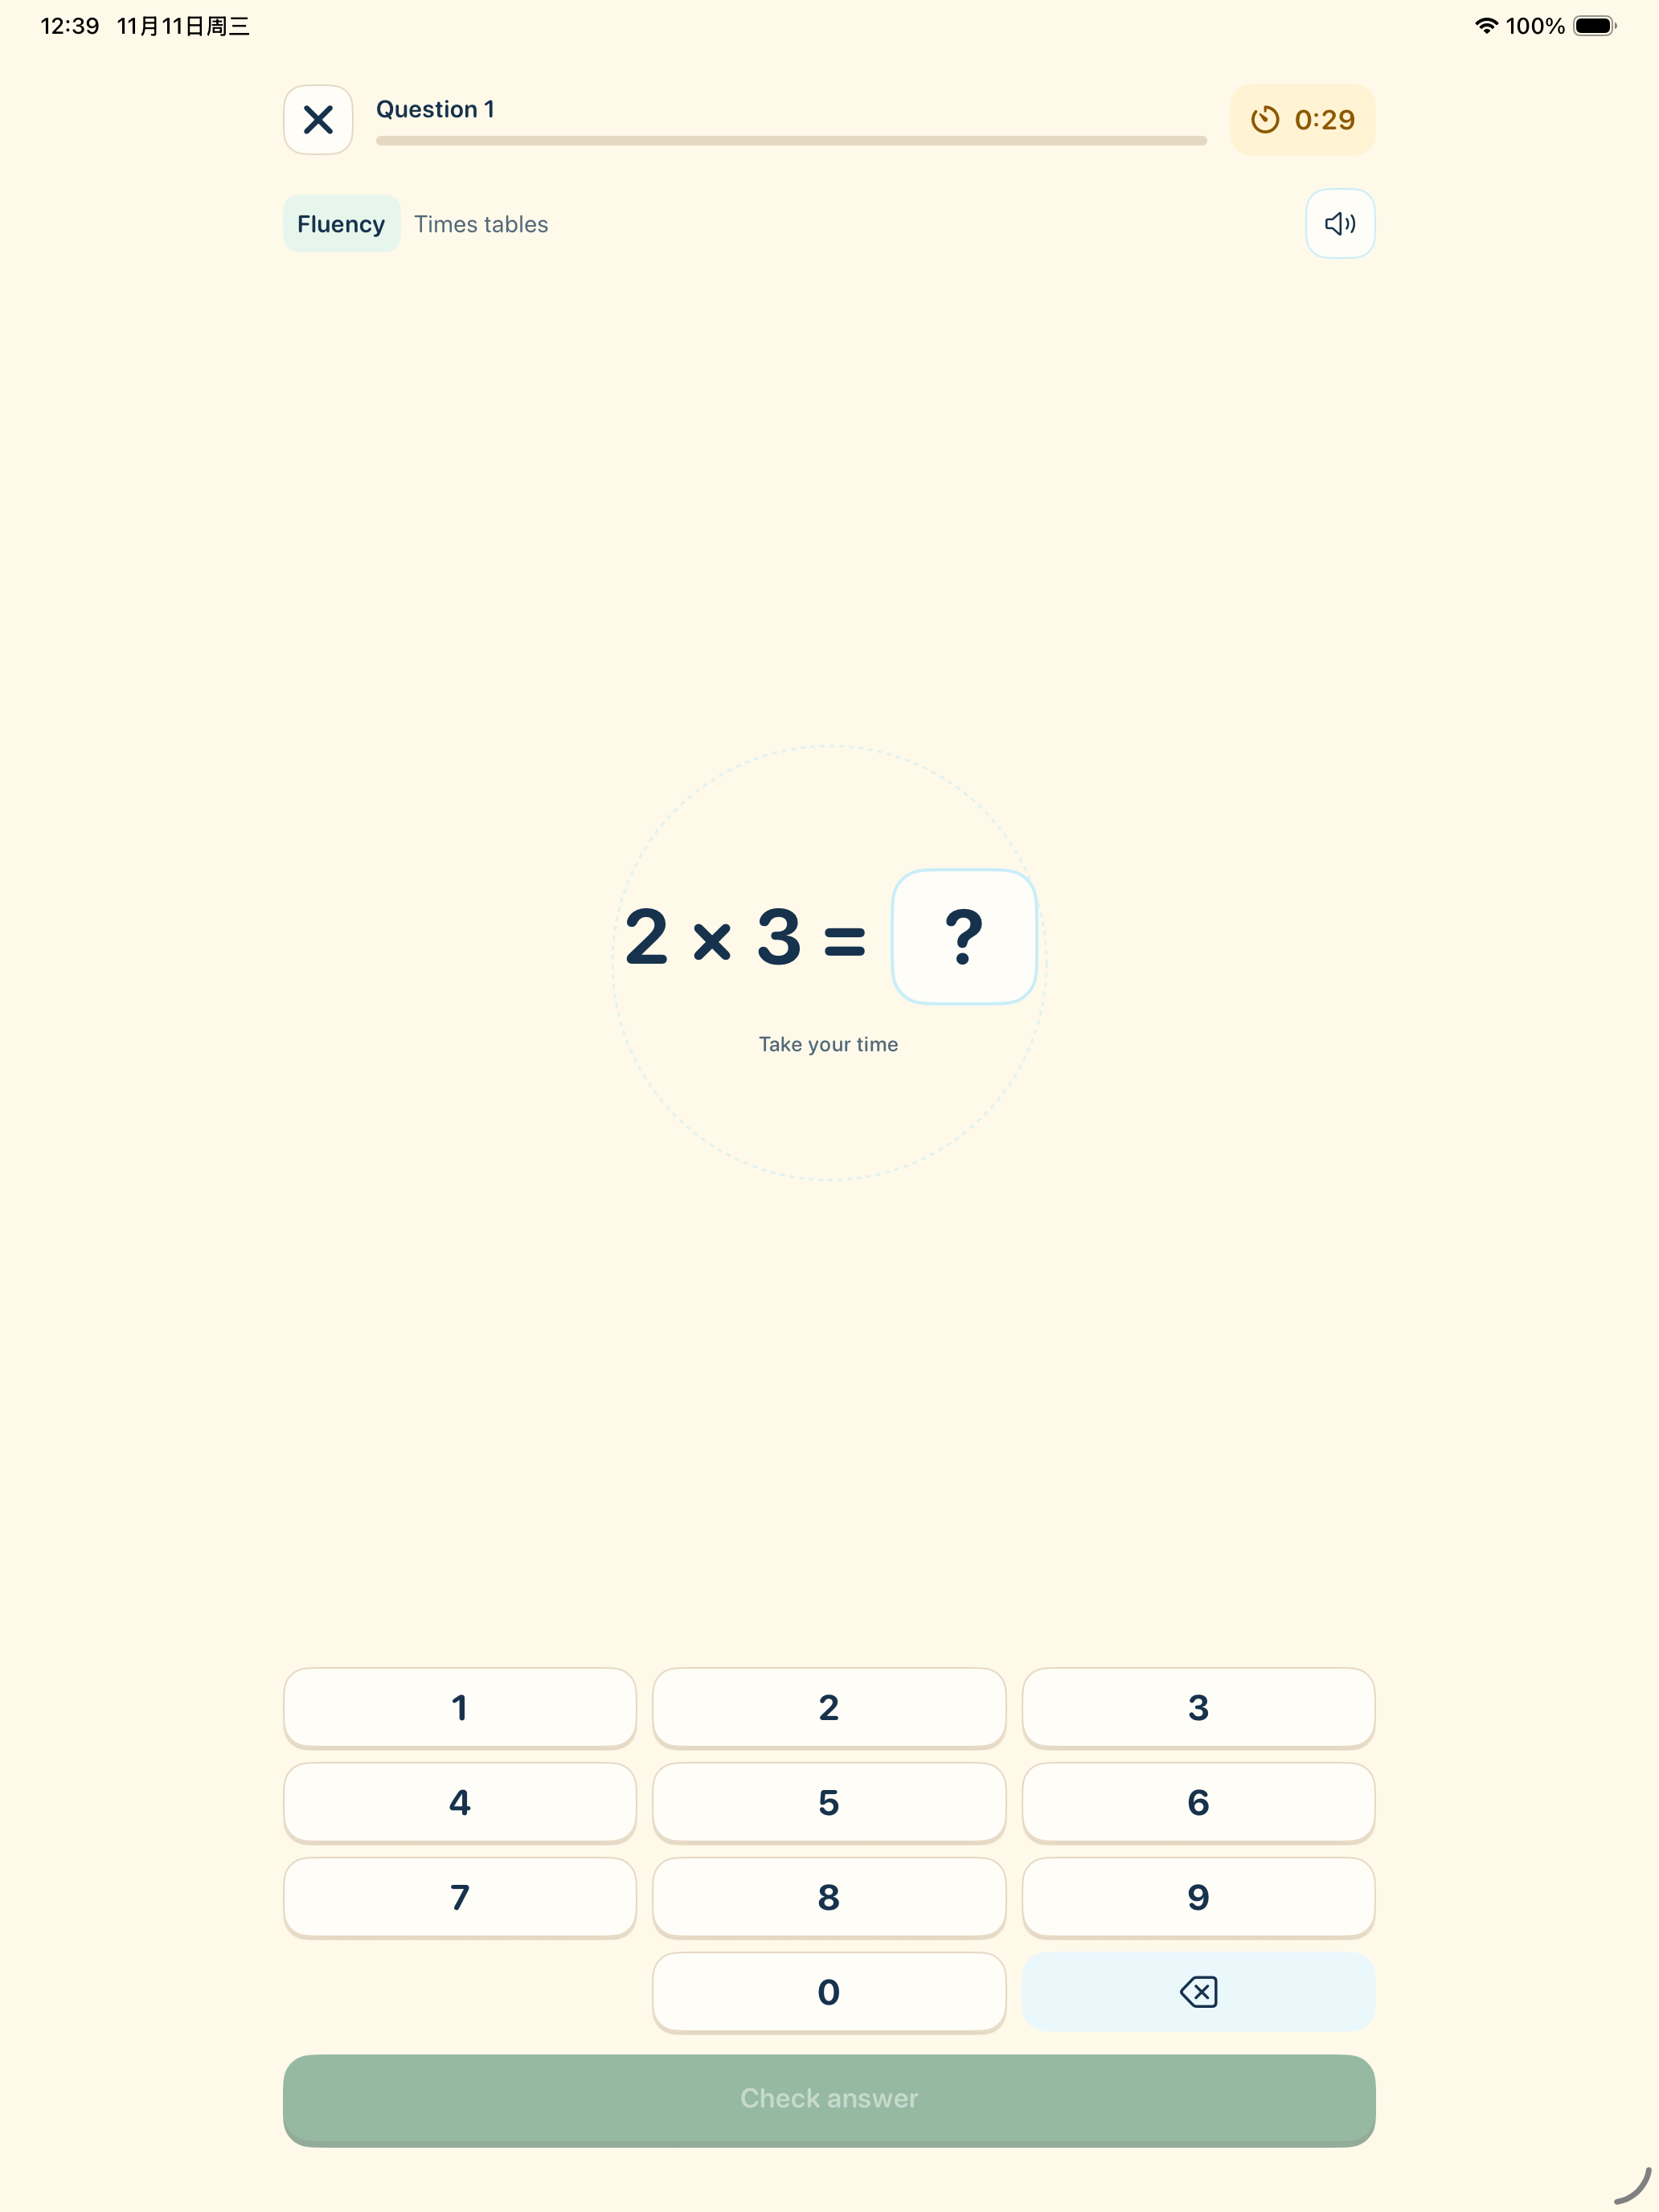 12:39 11月11日周三
100%
Question 1
0:29
Fluency Times tables
2 × 3 = ?
Take your time
1 2 3
4 5 6
7 8 9
0
Check answer